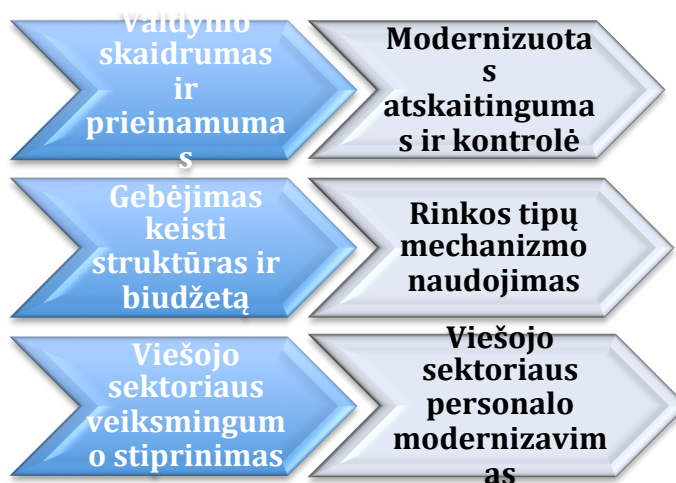 Valdymo
skaidrumas
ir
prieinamuma
s
Modernizuota
s
atskaitinguma
s ir kontrolė
Gebėjimas
keisti
struktūras ir
biudžetą
Rinkos tipų
mechanizmo
naudojimas
Viešojo
sektoriaus
veiksmingum
o stiprinimas
Viešojo
sektoriaus
personalo
modernizavim
as